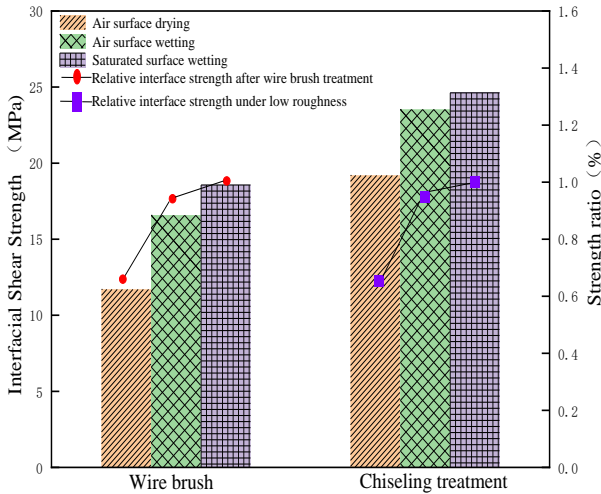 Air surface drying
Air surface wetting
Saturated surface wetting
Relative interface strength after wire brush treatment
Relative interface strength under low roughness
Interfacial Shear Strength （MPa）
30
25
20
15
10
5
0
1.6
1.4
1.2
1.0
0.8
0.6
0.4
0.2
0.0
Strength ratio（%）
Wire brush
Chiseling treatment